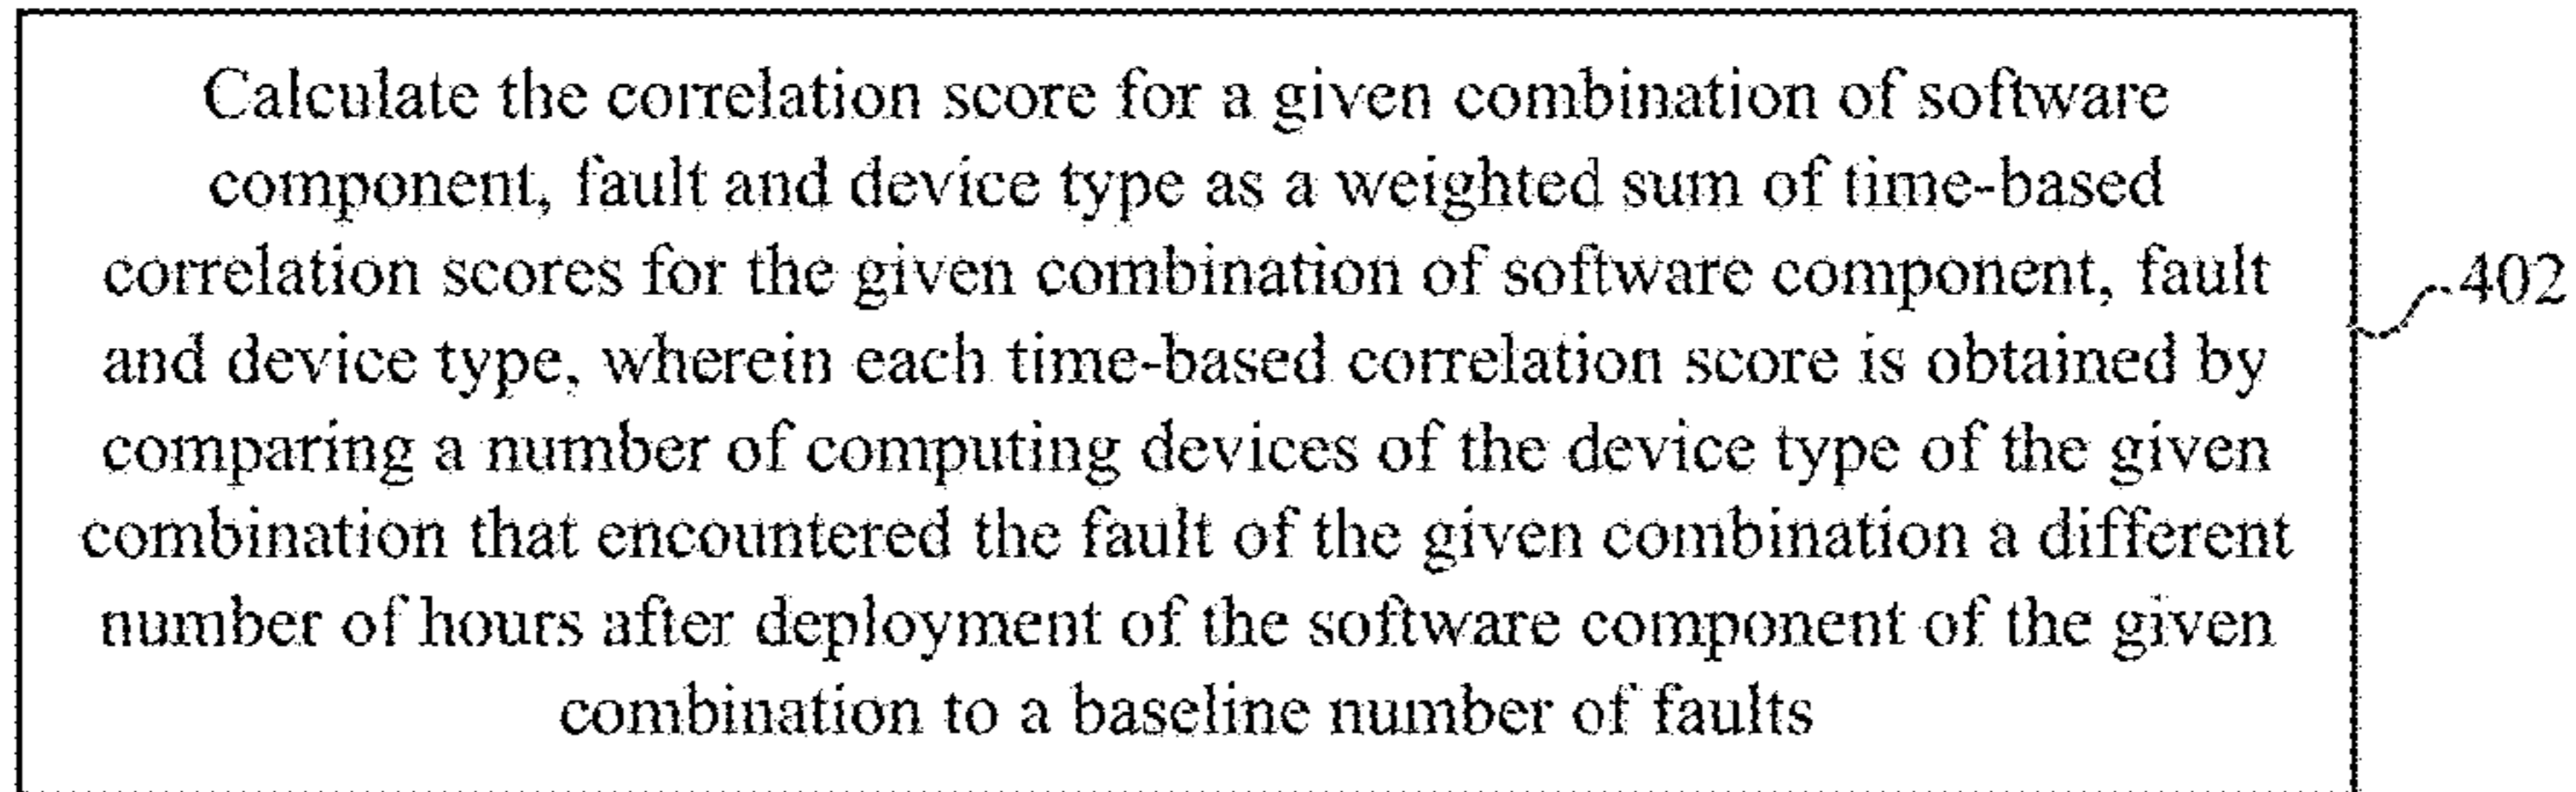 Calculate the correlation score for a given combination of software
component, fault and device type as a weighted sum of time-based
correlation scores for the given combination of software component, fault
and device type, wherein each time-based correlation score is obtained by
comparing a number of computing devices of the device type of the given
combination that encountered the fault of the given combination a different
number of hours after deployment of the software component of the given
combination to a baseline number of faults
402